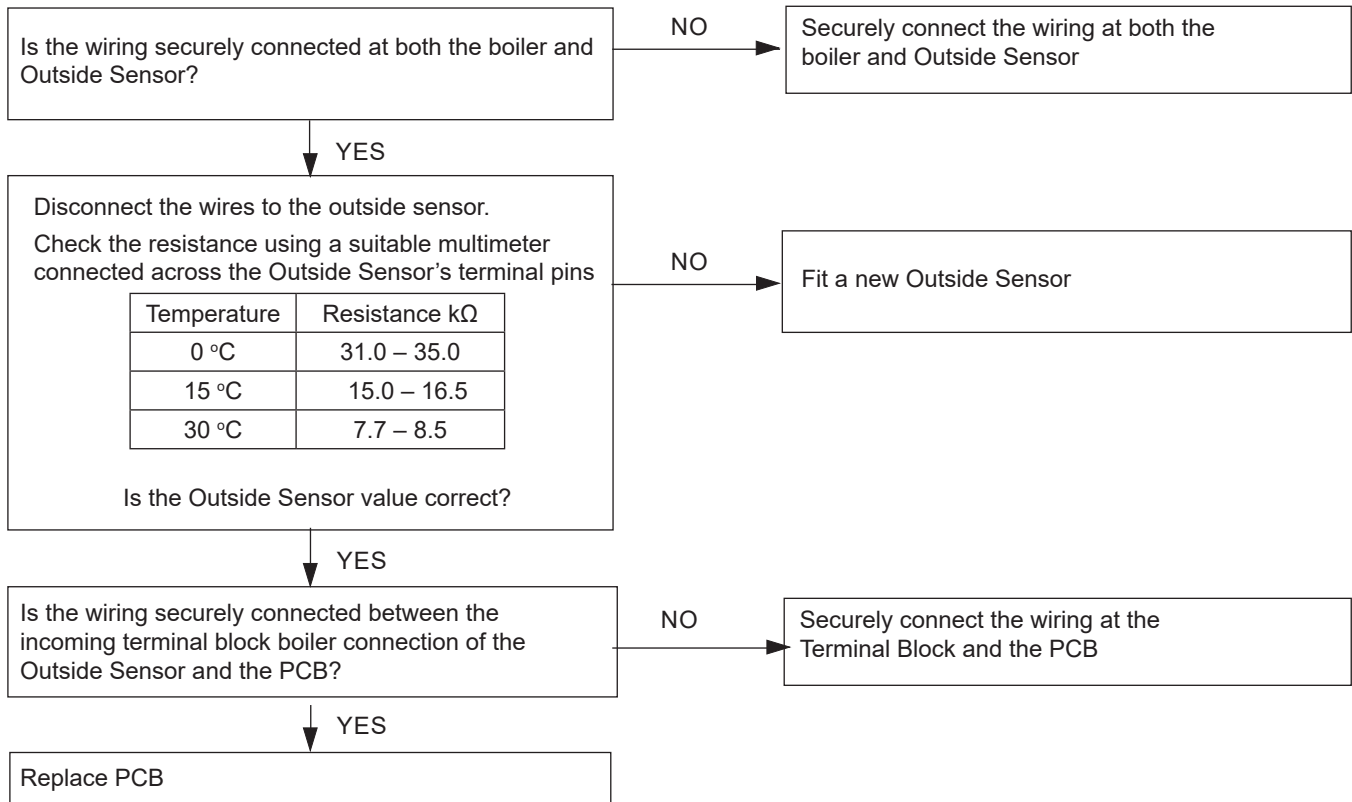 Is the wiring securely connected at both the boiler and
Outside Sensor?
NO
Securely connect the wiring at both the
boiler and Outside Sensor
YES
Disconnect the wires to the outside sensor.
Check the resistance using a suitable multimeter
connected across the Outside Sensor’s terminal pins
NO
Fit a new Outside Sensor
Temperature Resistance kΩ
0 °C 31.0 – 35.0
15 °C 15.0 – 16.5
30 °C 7.7 – 8.5
Is the Outside Sensor value correct?
YES
Is the wiring securely connected between the
incoming terminal block boiler connection of the
Outside Sensor and the PCB?
NO
Securely connect the wiring at the
Terminal Block and the PCB
YES
Replace PCB